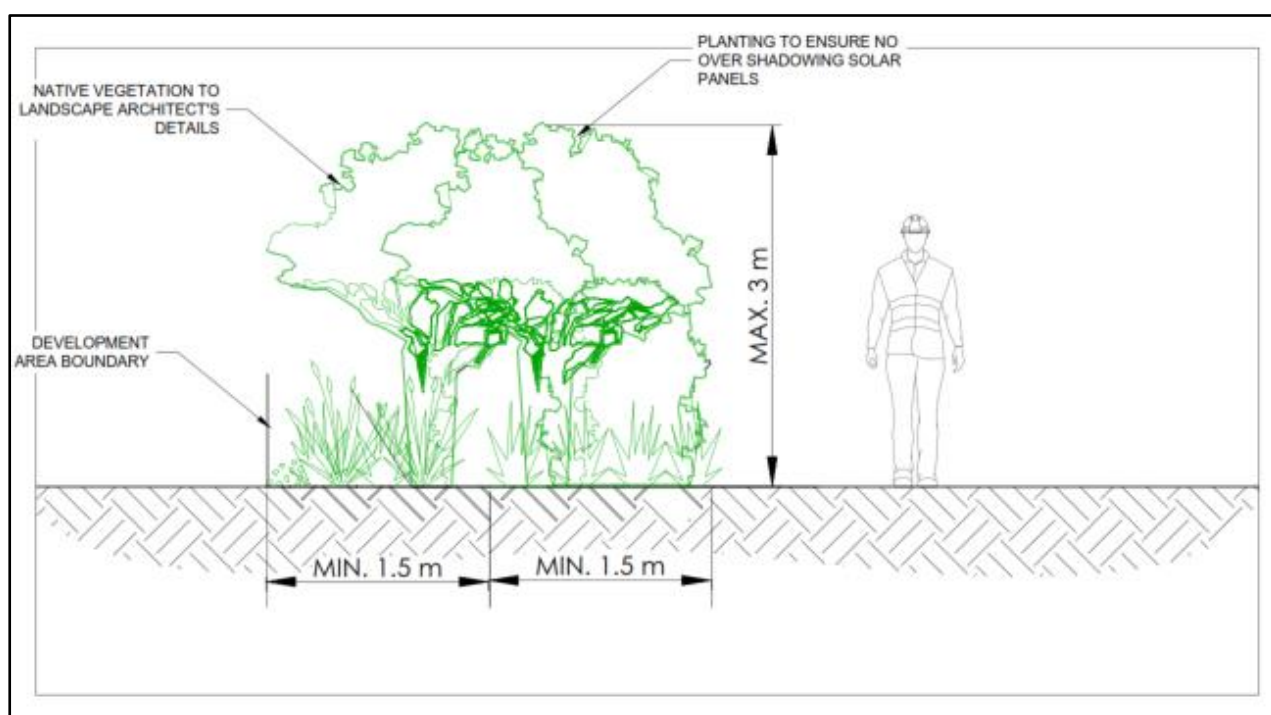 PLANTING TO ENSURE NO
OVER SHADOWING SOLAR
PANELS
NATIVE VEGETATION TO
LANDSCAPE ARCHITECT'S
DETAILS
MAX. 3 m
DEVELOPMENT
AREA BOUNDARY
MIN. 1.5 m
MIN. 1.5 m